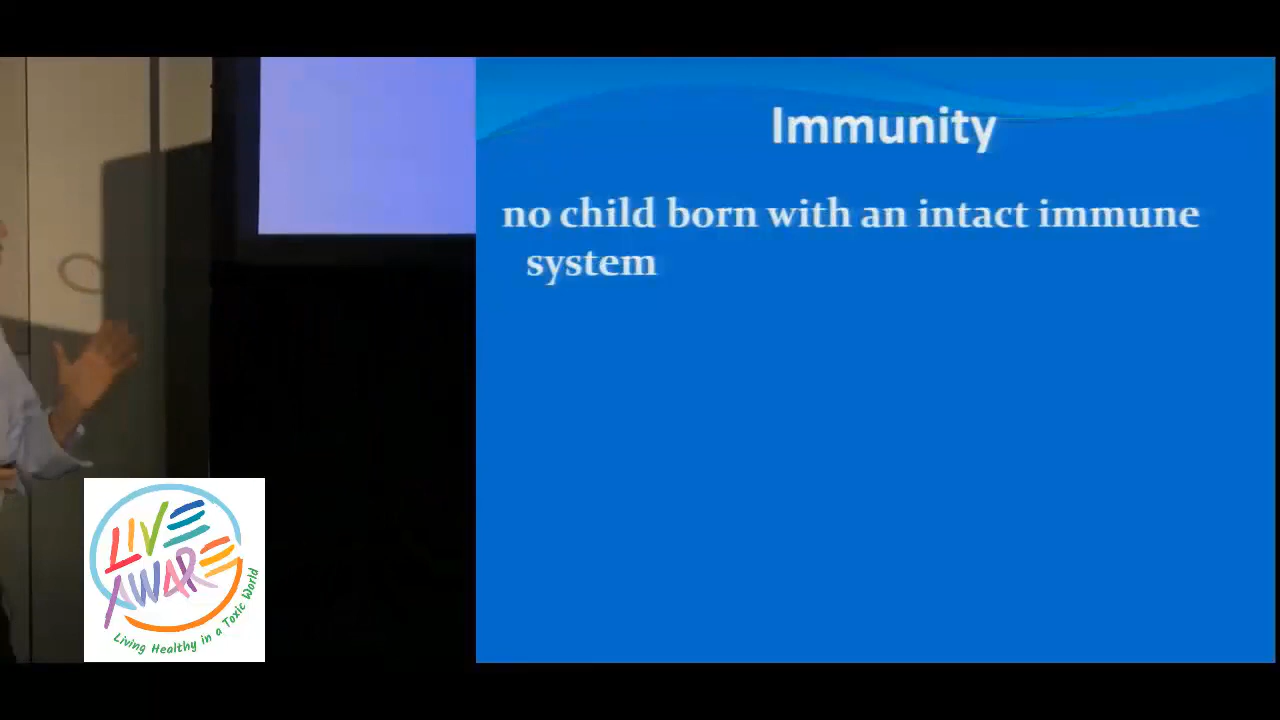 Immunity
no child born with an intact immune
system
LIVE
AWARE
Living Healthy in a Toxic World